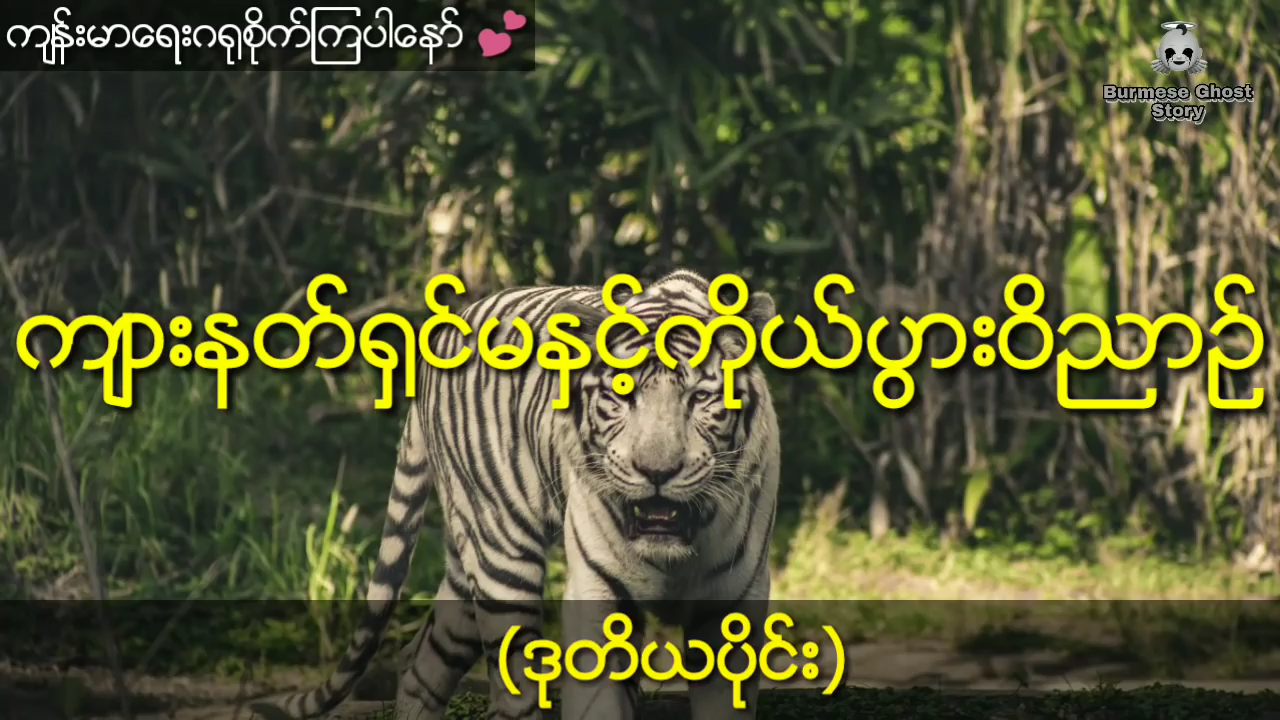 ကျန်းမာရေးဂရုစိုက်ကြပါနော် 💕
Burmese Ghost
Story
ကျားနတ်ရှင်မနှင့်ကိုယ်ပွားဝိညာဉ်
(ဒုတိယပိုင်း)